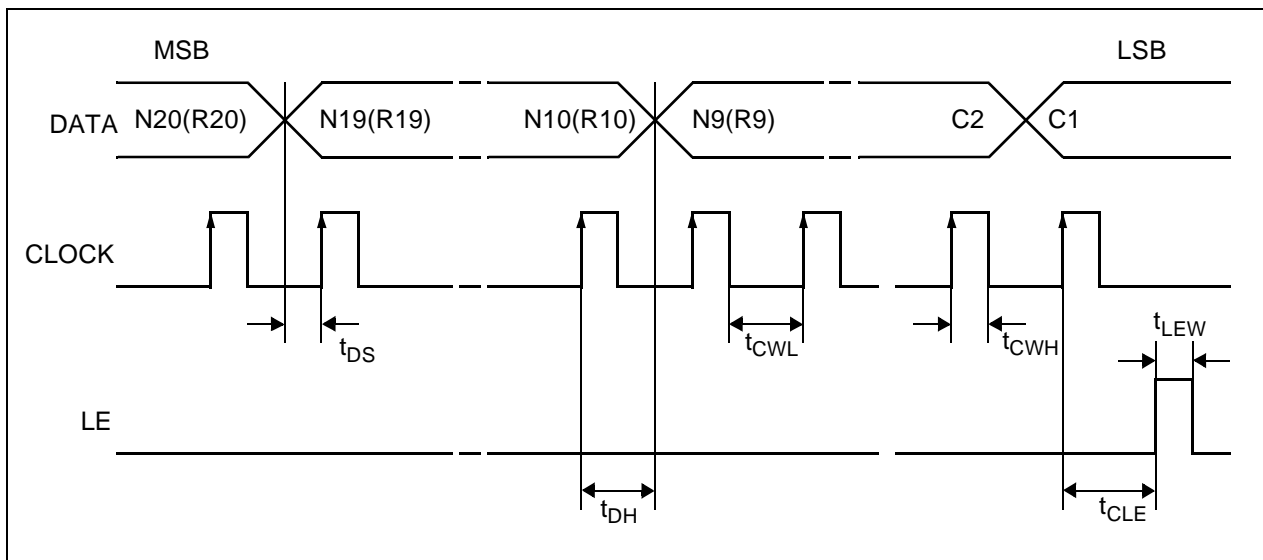 MSB
LSB
DATA
N20(R20)
N19(R19)
N10(R10)
N9(R9)
C2
C1
CLOCK
tDS
tCWL
tCWH
tLEW
LE
tDH
tCLE